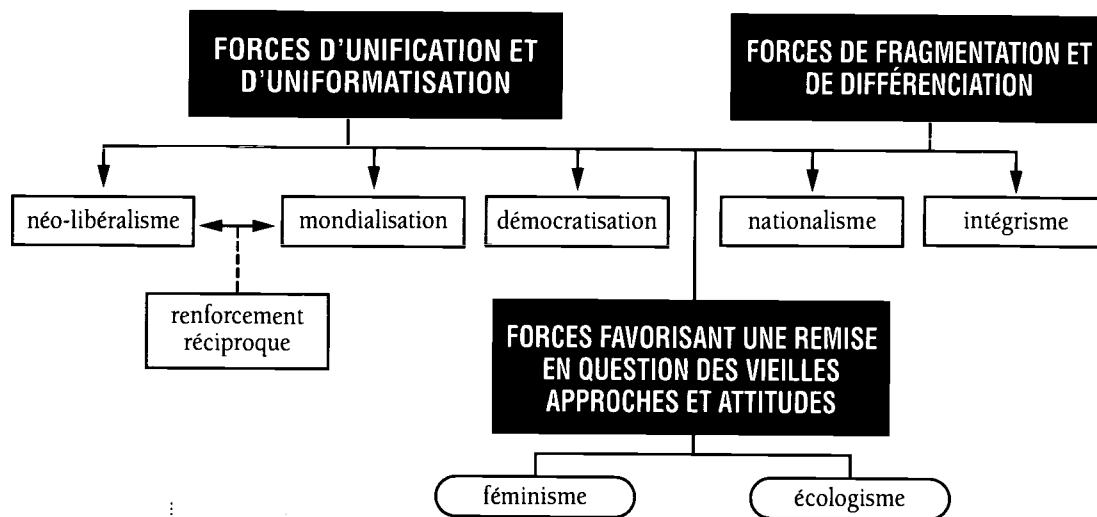 FORCES D'UNIFICATION ET
D'UNIFORMATISATION
FORCES DE FRAGMENTATION ET
DE DIFFÉRENCIATION
néo-libéralisme
mondialisation
démocratisation
nationalisme
intégrisme
renforcement
réciproque
FORCES FAVORISANT UNE REMISE
EN QUESTION DES VIEILLES
APPROCHES ET ATTITUDES
féminisme
écologisme